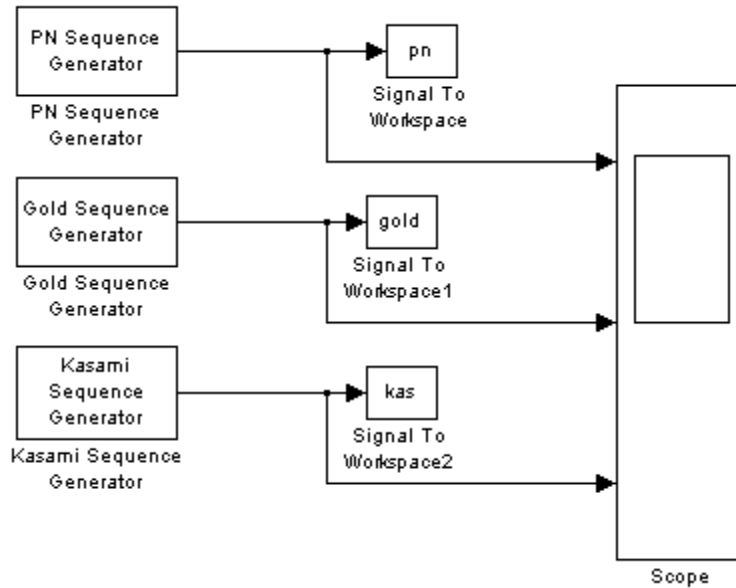 PN Sequence
Generator
PN Sequence
Generator
pn
Signal To
Workspace
Gold Sequence
Generator
Gold Sequence
Generator
gold
Signal To
Workspace1
Kasami
Sequence
Generator
Kasami Sequence
Generator
kas
Signal To
Workspace2
Scope